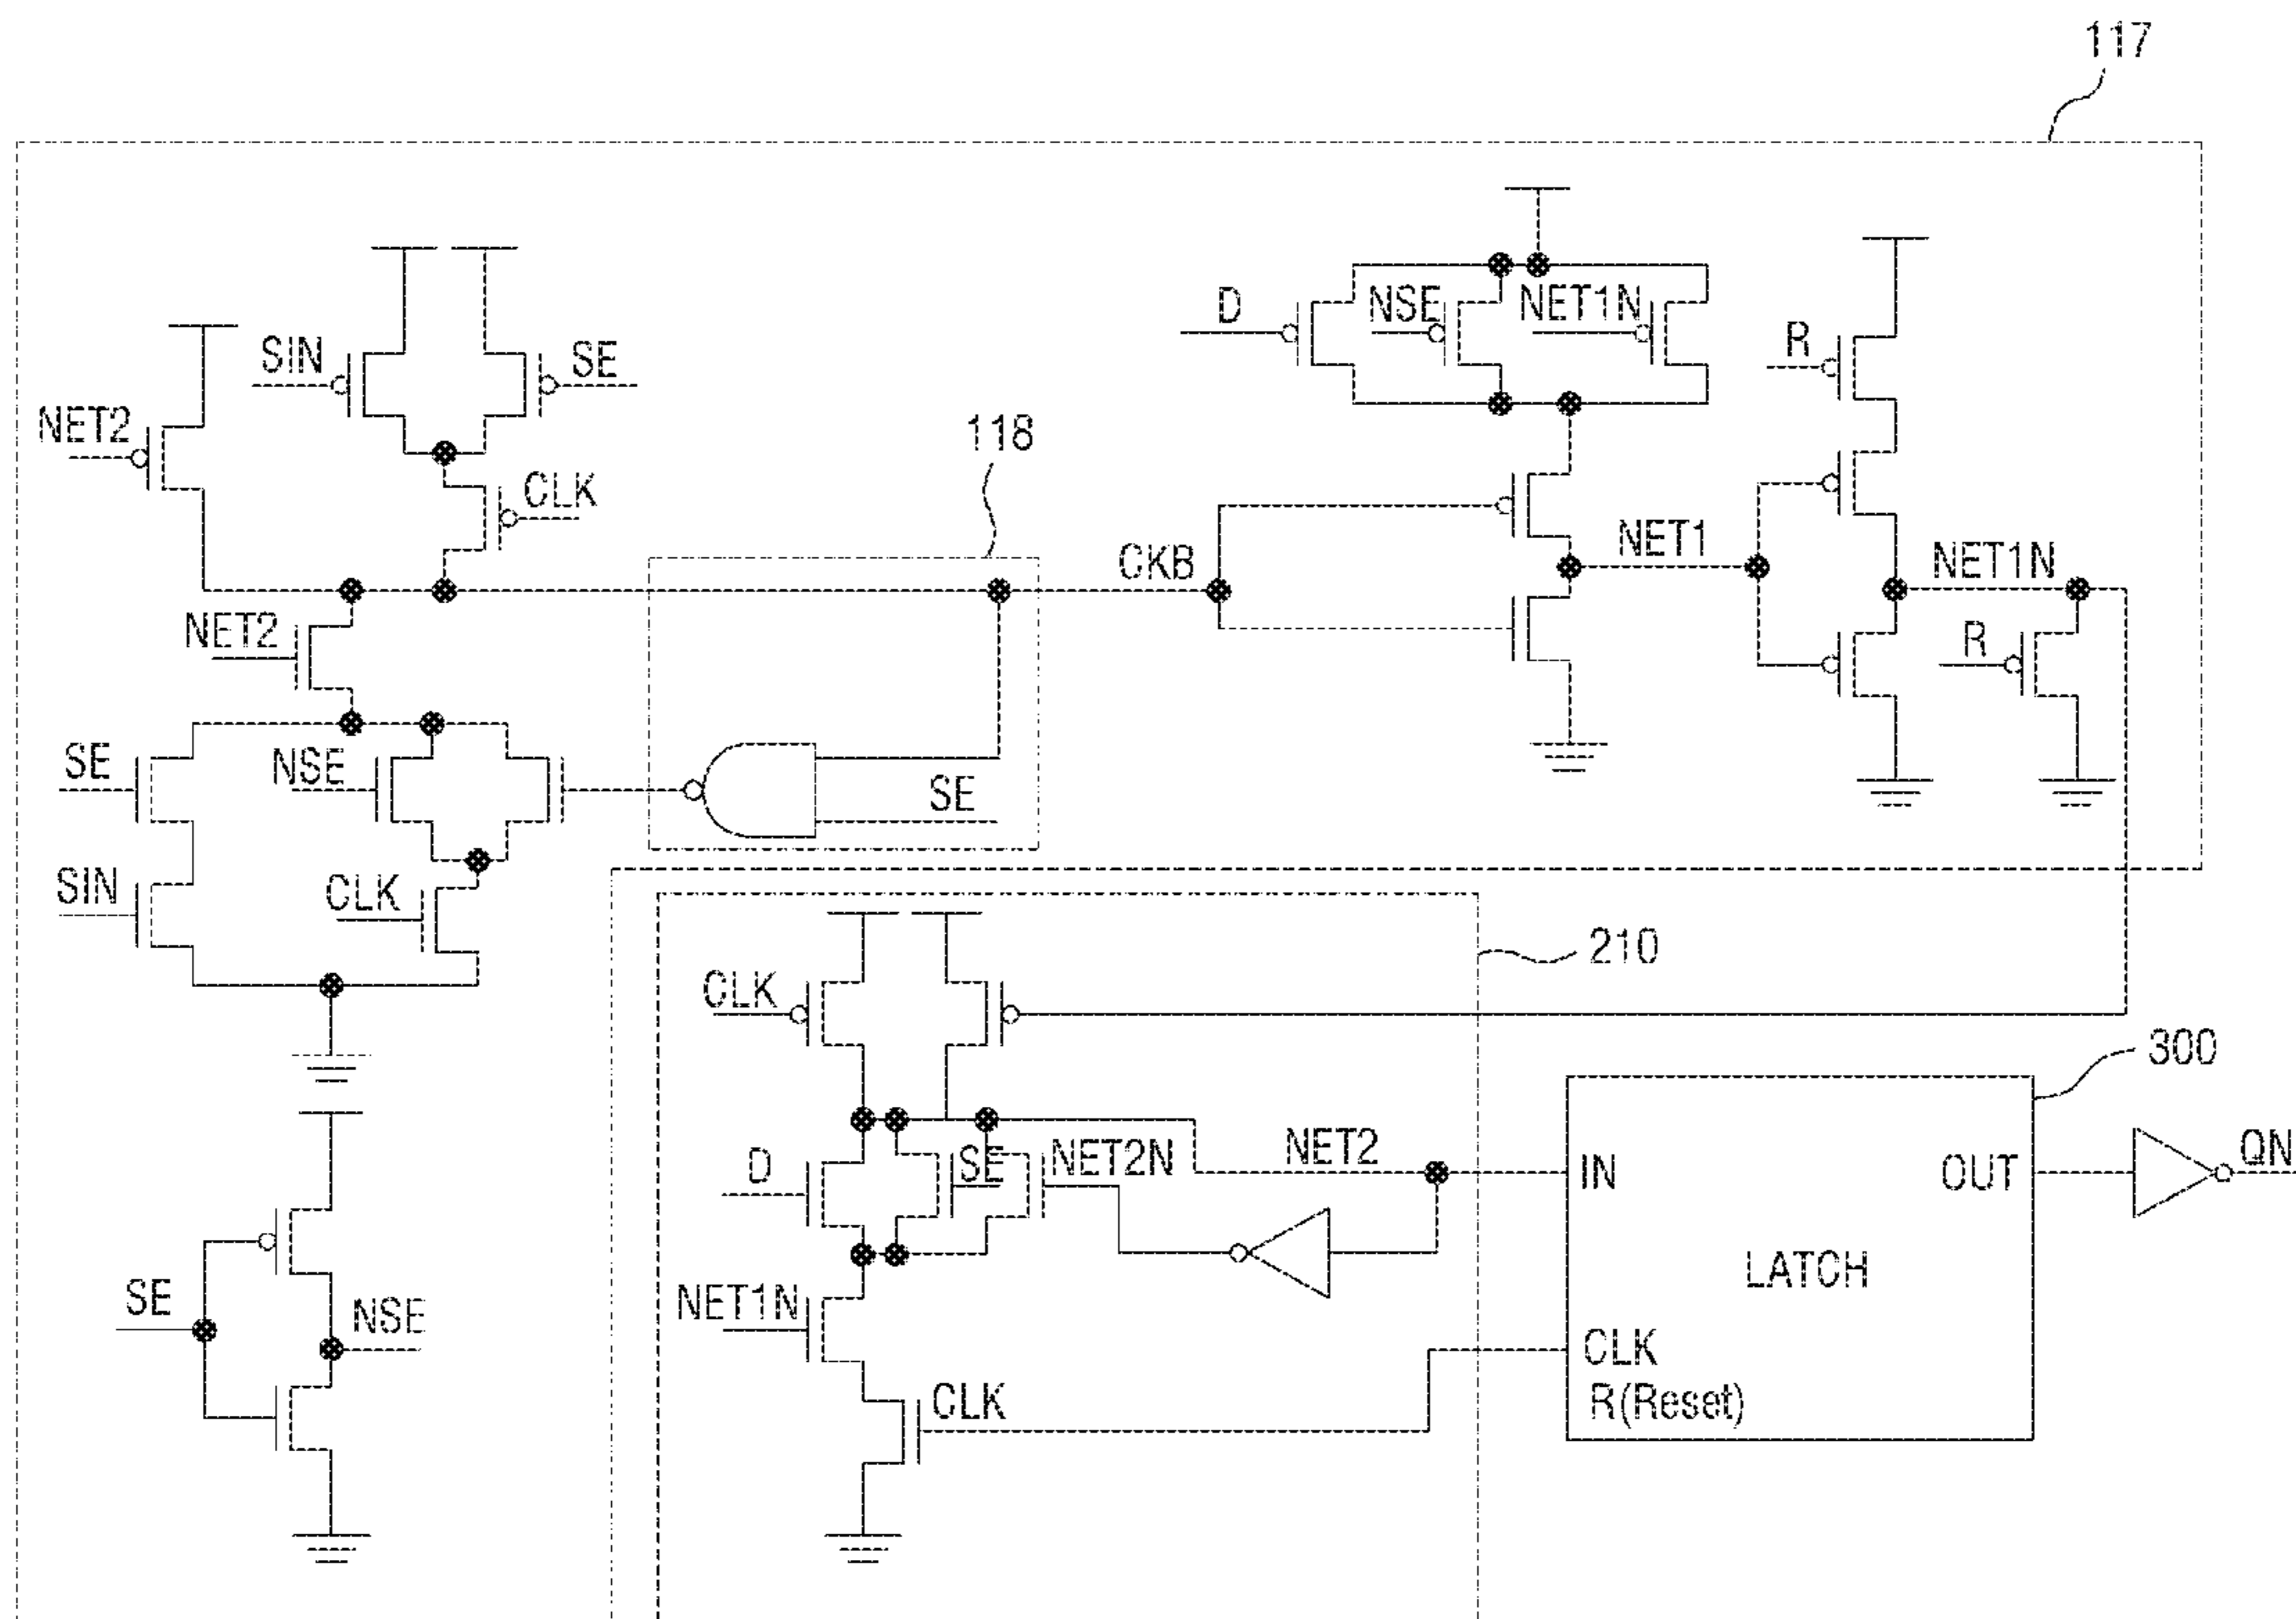 117
D
NSE
NET1N
R
SIN
SE
NET2
118
CLK
CKB
NET1
NET1N
NET2
R
SE
NSE
SE
SIN
CLK
210
CLK
300
D
SE
NET2N
NET2
IN
OUT
QN
LATCH
SE
NSE
NET1N
CLK
CLK
R(Reset)